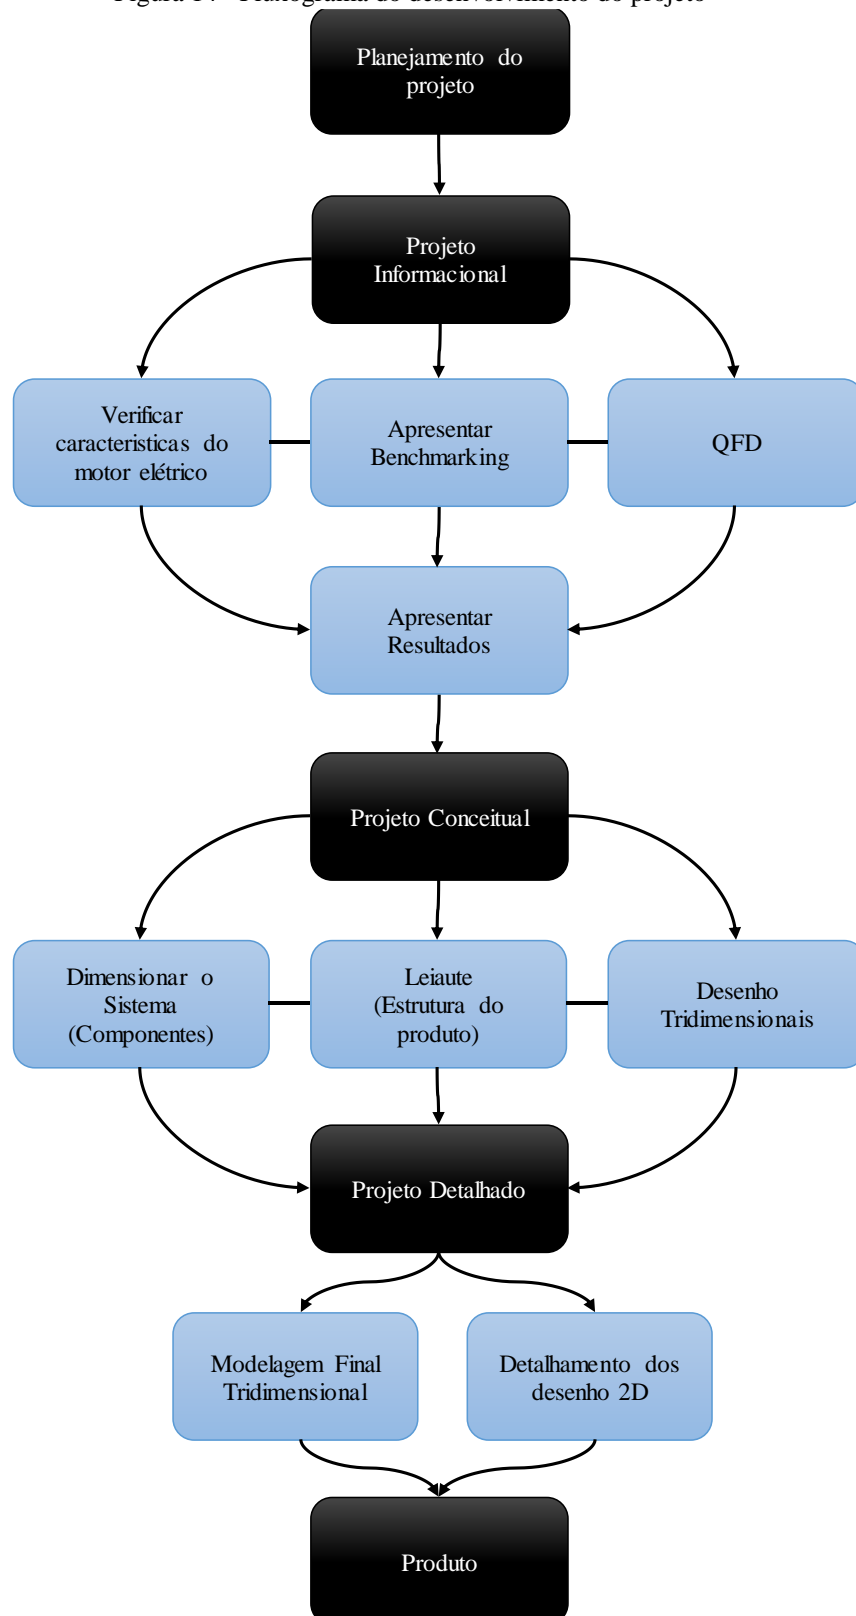 Planejamento do
projeto
Projeto
Informacional
Verificar
caracteristicas do
motor elétrico
Apresentar
Benchmarking
QFD
Apresentar
Resultados
Projeto Conceitual
Dimensionar o
Sistema
(Componentes)
Leiaute
(Estrutura do
produto)
Desenho
Tridimensionais
Projeto Detalhado
Modelagem Final
Tridimensional
Detalhamento dos
desenho 2D
Produto